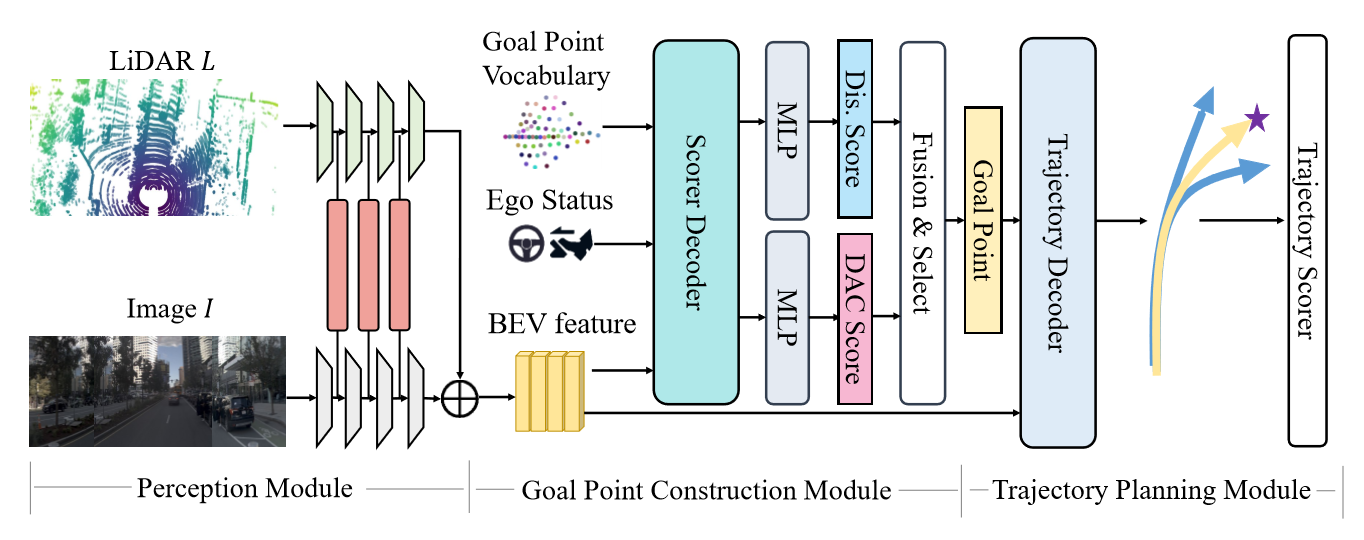 LiDAR L
Image I
Goal Point
Vocabulary
Ego Status
BEV feature
Scorer Decoder
MLP
Dis. Score
MLP
DAC Score
Fusion & Select
Goal Point
Trajectory Decoder
Trajectory Scorer
Perception Module
Goal Point Construction Module
Trajectory Planning Module